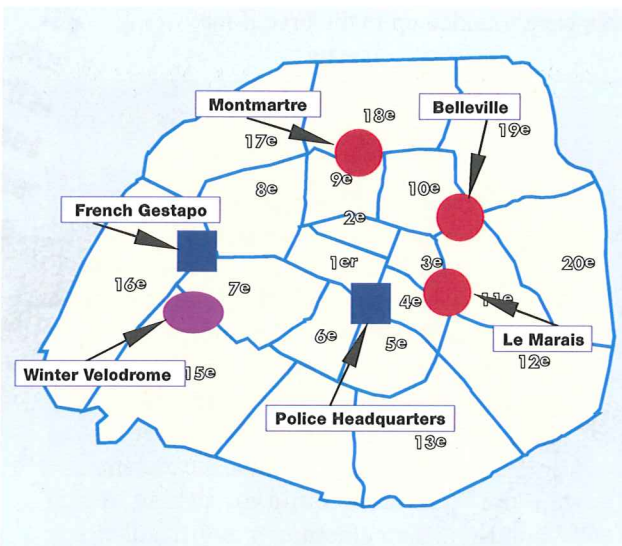 Montmartre
Belleville
18e
19e
17e
9e
10e
8e
2e
French Gestapo
1er
3e
20e
16e
7e
4e
11e
6e
5e
Le Marais
12e
Winter Velodrome
15e
Police Headquarters
13e